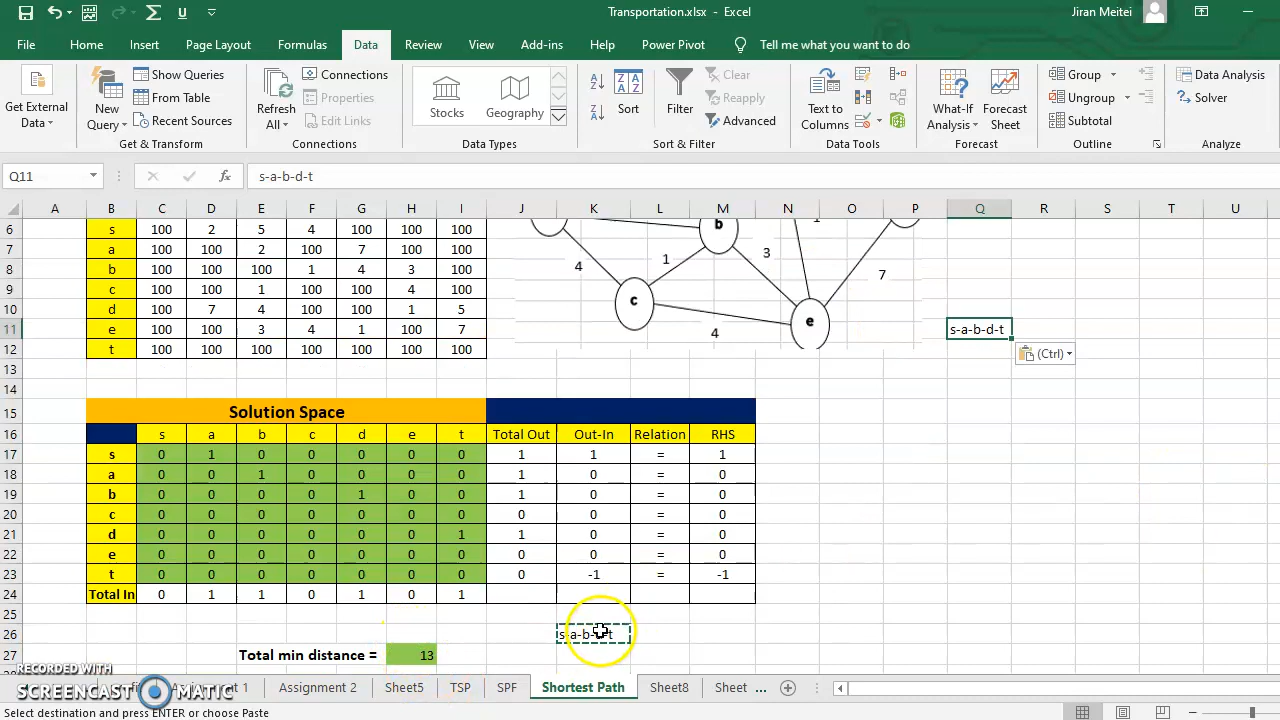 Transportation.xlsx - Excel
Jiran Meitei
File Home Insert Page Layout Formulas Data Review View Add-ins Help Power Pivot Tell me what you want to do
Get External Data
New Query
Show Queries
From Table
Recent Sources
Get & Transform
Refresh All
Connections
Properties
Edit Links
Connections
Stocks
Geography
Data Types
Sort
Filter
Clear
Reapply
Advanced
Sort & Filter
Text to Columns
Data Tools
What-If Analysis
Forecast Sheet
Forecast
Group
Ungroup
Subtotal
Outline
Data Analysis
Solver
Analyze
Q11 fx s-a-b-d-t
A B C D E F G H I J K L M N O P Q R S T U
6 s 100 2 5 4 100 100 100
7 a 100 100 2 100 7 100 100
8 b 100 100 100 1 4 3 100
9 c 100 100 1 100 100 4 100
10 d 100 7 4 100 100 1 5
11 e 100 100 3 4 1 100 7
12 t 100 100 100 100 100 100 100
b
4 1 3
7
c
e
4
s-a-b-d-t
(Ctrl)
13
14
15 Solution Space
16 s a b c d e t Total Out Out-In Relation RHS
17 s 0 1 0 0 0 0 0 1 1 = 1
18 a 0 0 1 0 0 0 0 1 0 = 0
19 b 0 0 0 0 1 0 0 1 0 = 0
20 c 0 0 0 0 0 0 0 0 0 = 0
21 d 0 0 0 0 0 0 1 1 0 = 0
22 e 0 0 0 0 0 0 0 0 0 = 0
23 t 0 0 0 0 0 0 0 0 -1 = -1
24 Total In 0 1 1 0 1 0 1
25
26
27 Total min distance = 13
RECORDED WITH
SCREENCAST MATIC
Assignment 2 Sheet5 TSP SPF Shortest Path Sheet8 Sheet ...
Select destination and press ENTER or choose Paste